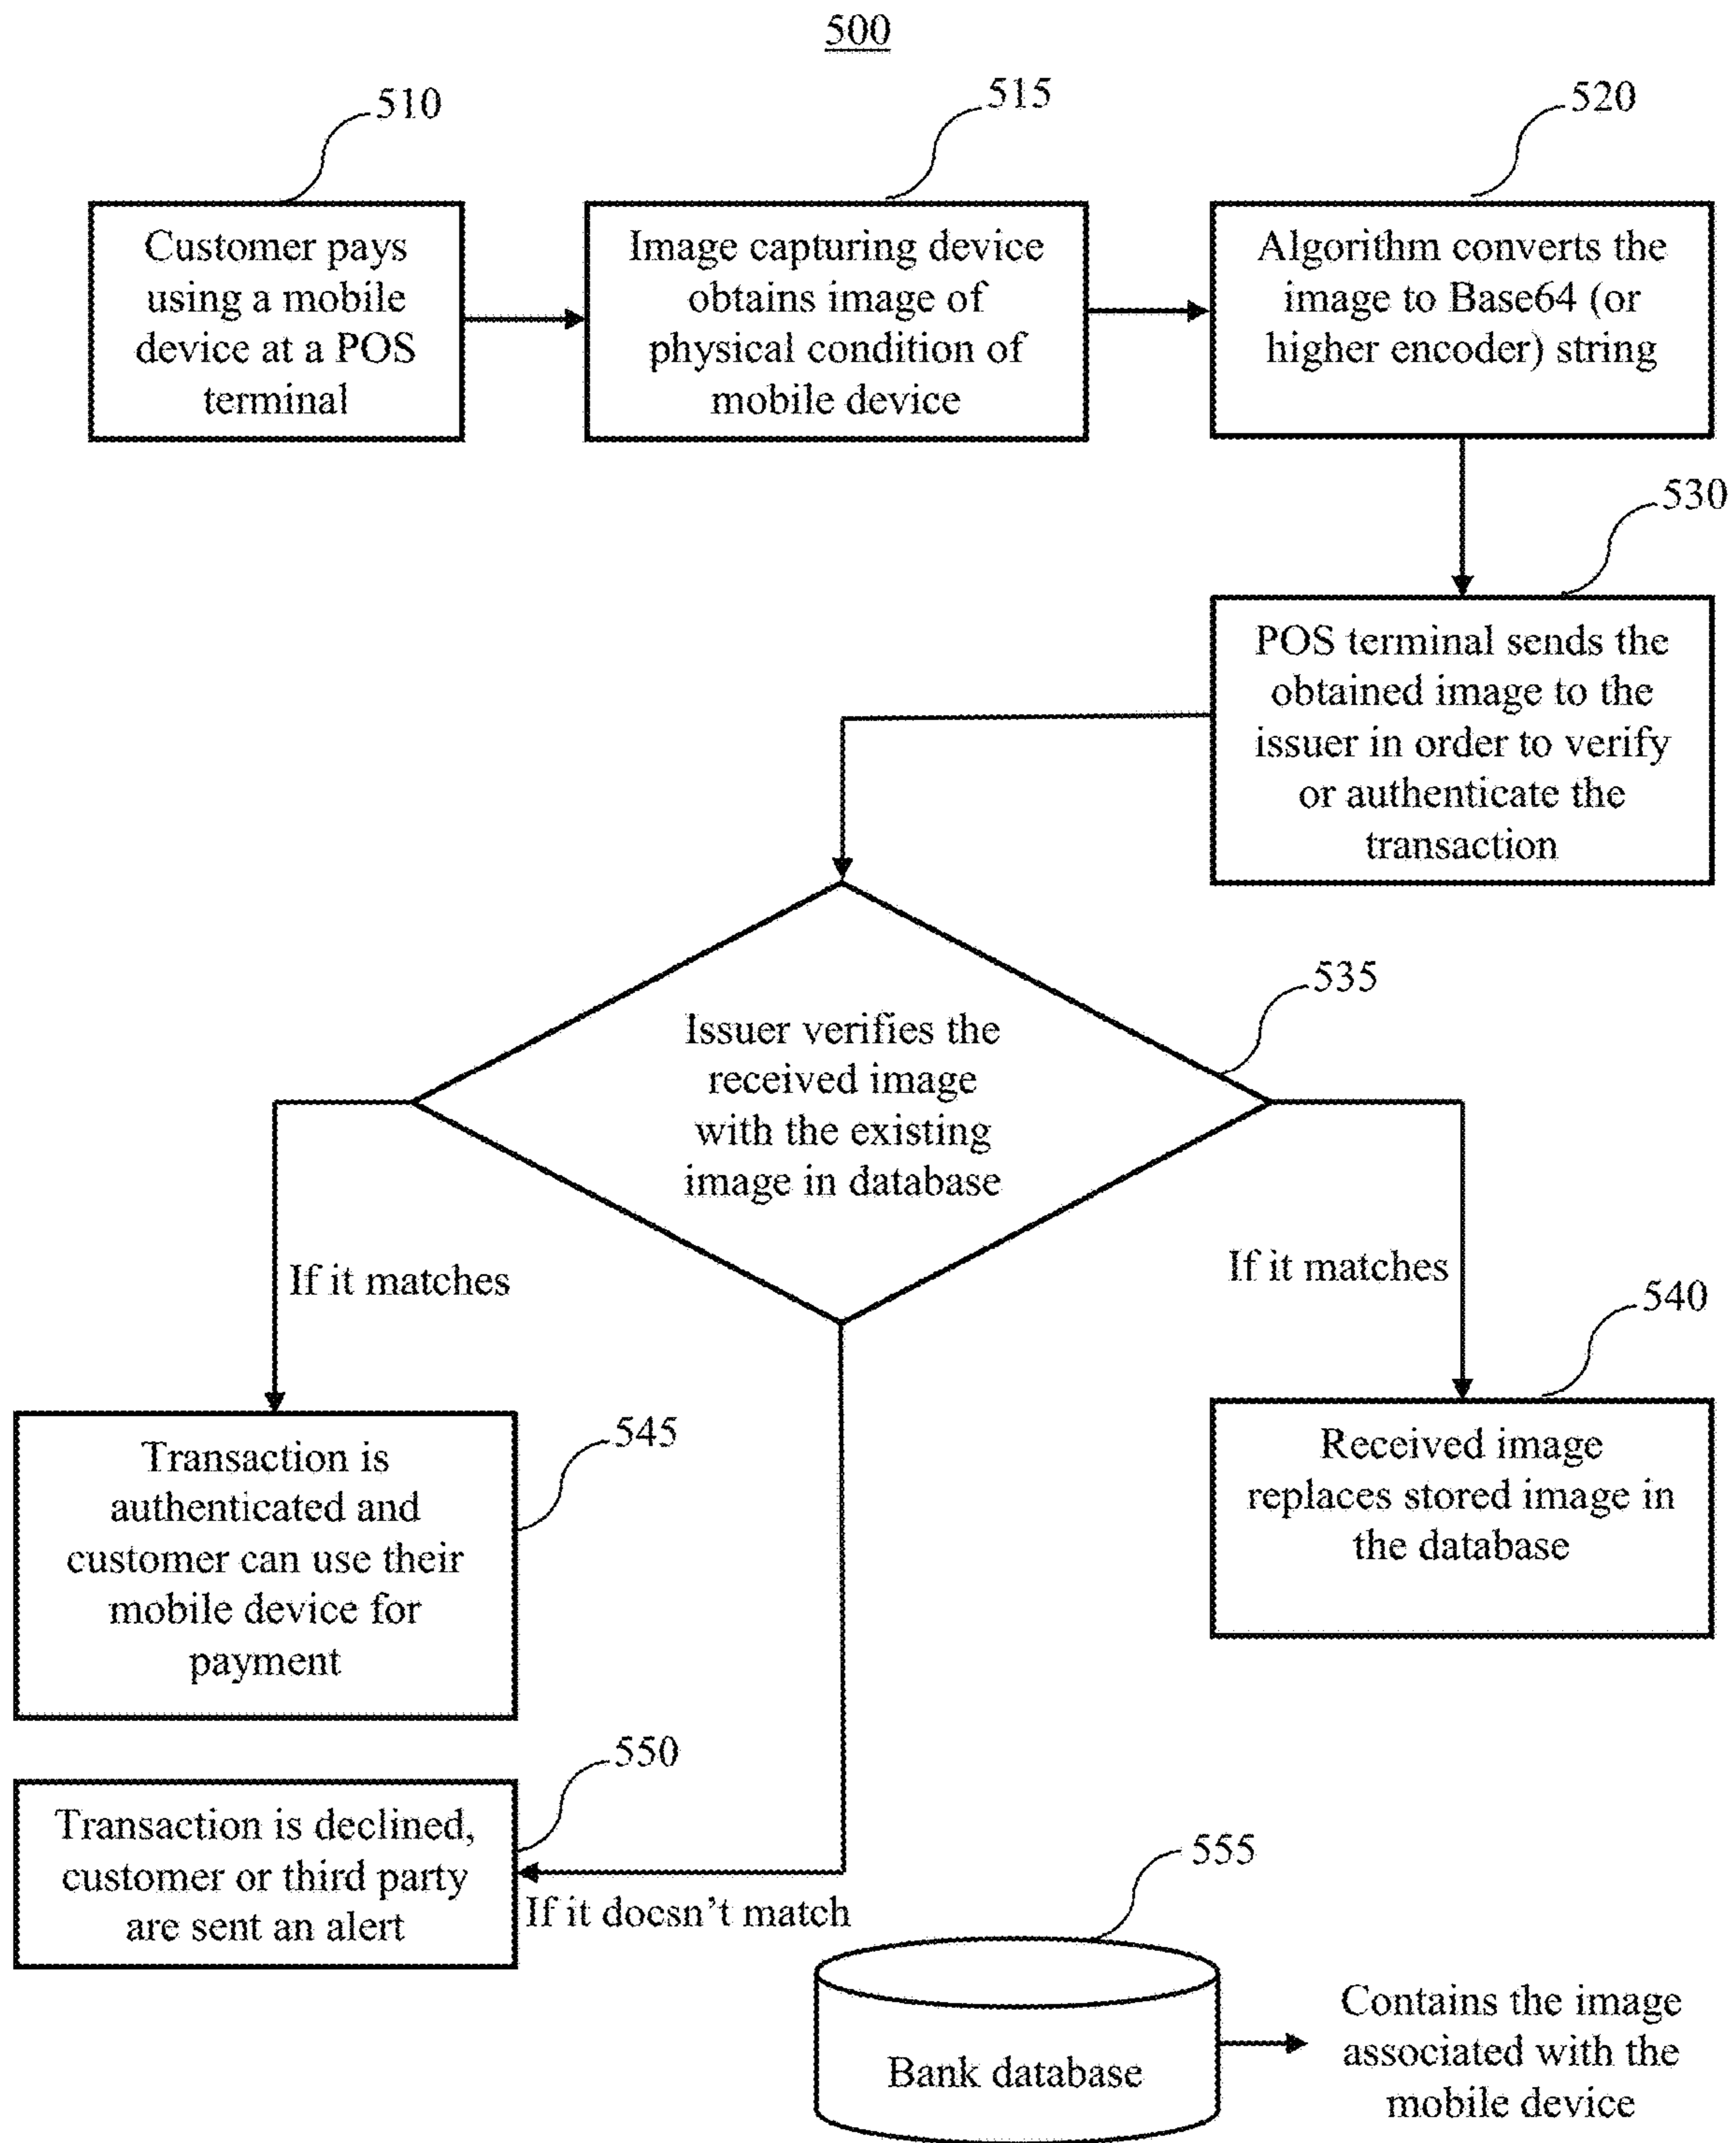 500
510
515
520
Customer pays
using a mobile
device at a POS
terminal
Image capturing device
obtains image of
physical condition of
mobile device
Algorithm converts the
image to Base64 (or
higher encoder) string
530
POS terminal sends the
obtained image to the
issuer in order to verify
or authenticate the
transaction
535
Issuer verifies the
received image
with the existing
image in database
If it matches
If it matches
540
Received image
replaces stored image in
the database
545
Transaction is
authenticated and
customer can use their
mobile device for
payment
550
Transaction is declined,
customer or third party
are sent an alert
If it doesn't match
555
Bank database
Contains the image
associated with the
mobile device